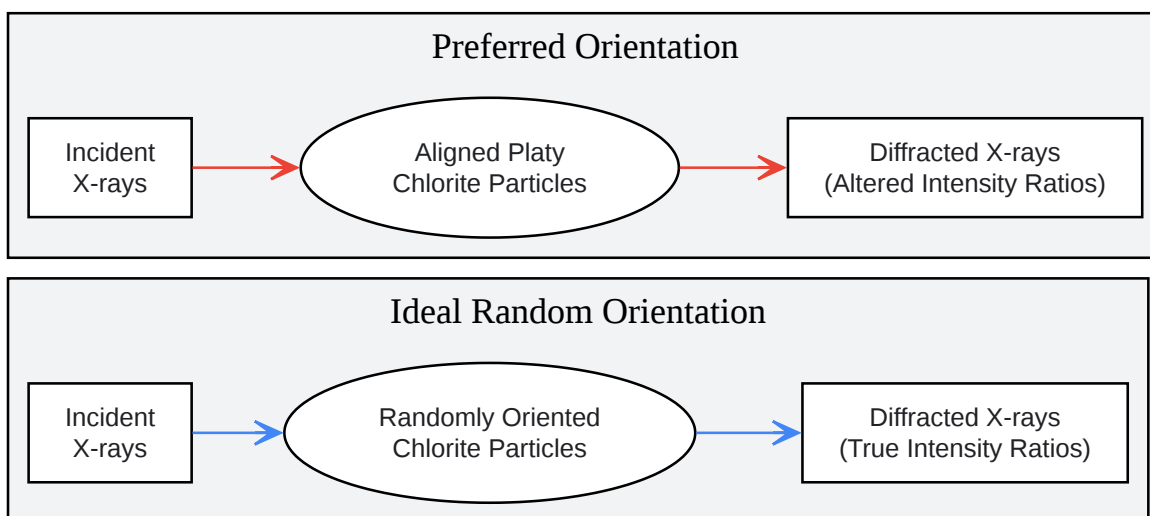 Preferred Orientation
Incident
X-rays
Aligned Platy
Chlorite Particles
Diffracted X-rays
(Altered Intensity Ratios)
Ideal Random Orientation
Incident
X-rays
Randomly Oriented
Chlorite Particles
Diffracted X-rays
(True Intensity Ratios)